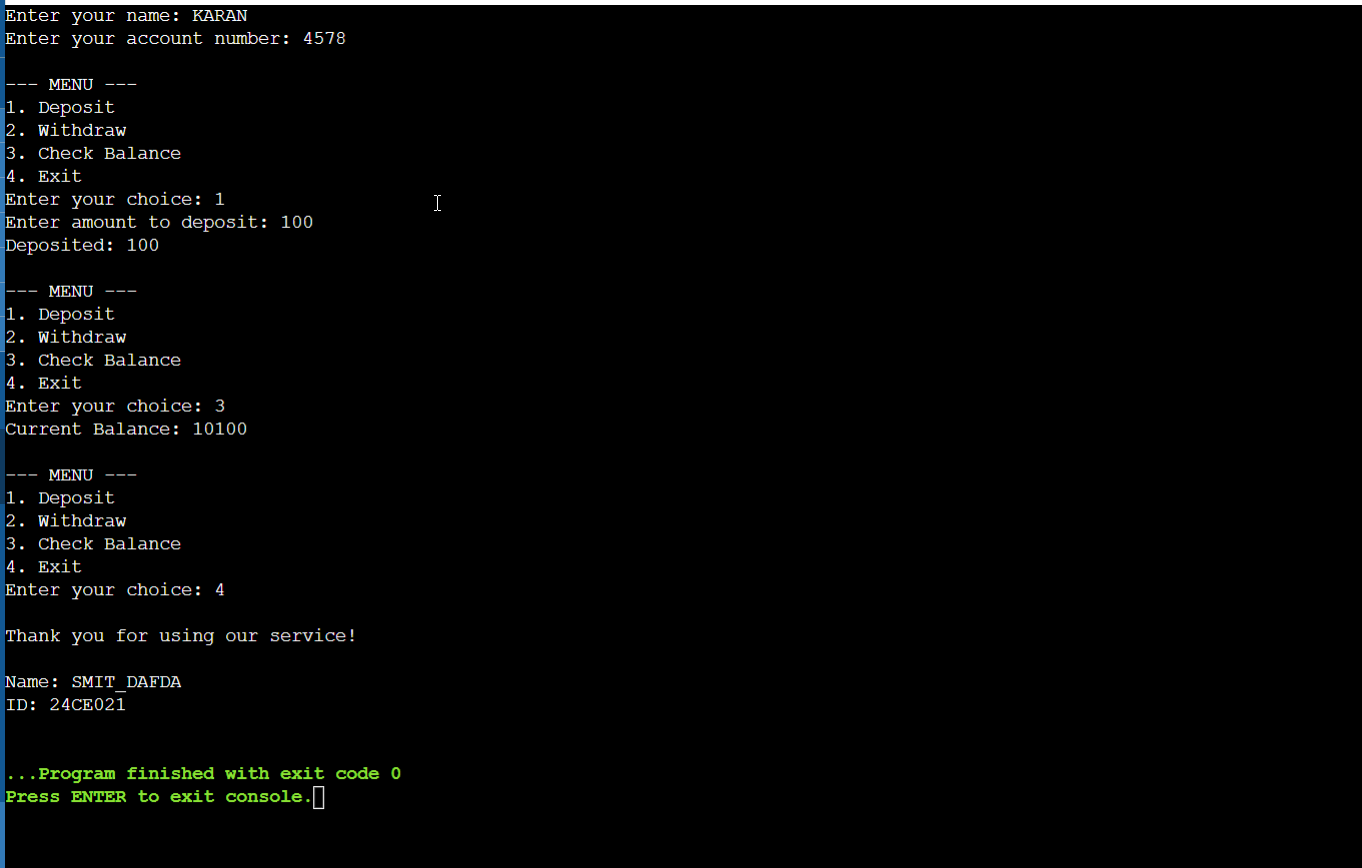 Enter your name: KARAN
Enter your account number: 4578
--- MENU ---
1. Deposit
2. Withdraw
3. Check Balance
4. Exit
Enter your choice: 1
Enter amount to deposit: 100
Deposited: 100
--- MENU ---
1. Deposit
2. Withdraw
3. Check Balance
4. Exit
Enter your choice: 3
Current Balance: 10100
--- MENU ---
1. Deposit
2. Withdraw
3. Check Balance
4. Exit
Enter your choice: 4
Thank you for using our service!
Name: SMIT_DAFDA
ID: 24CE021
...Program finished with exit code 0
Press ENTER to exit console.